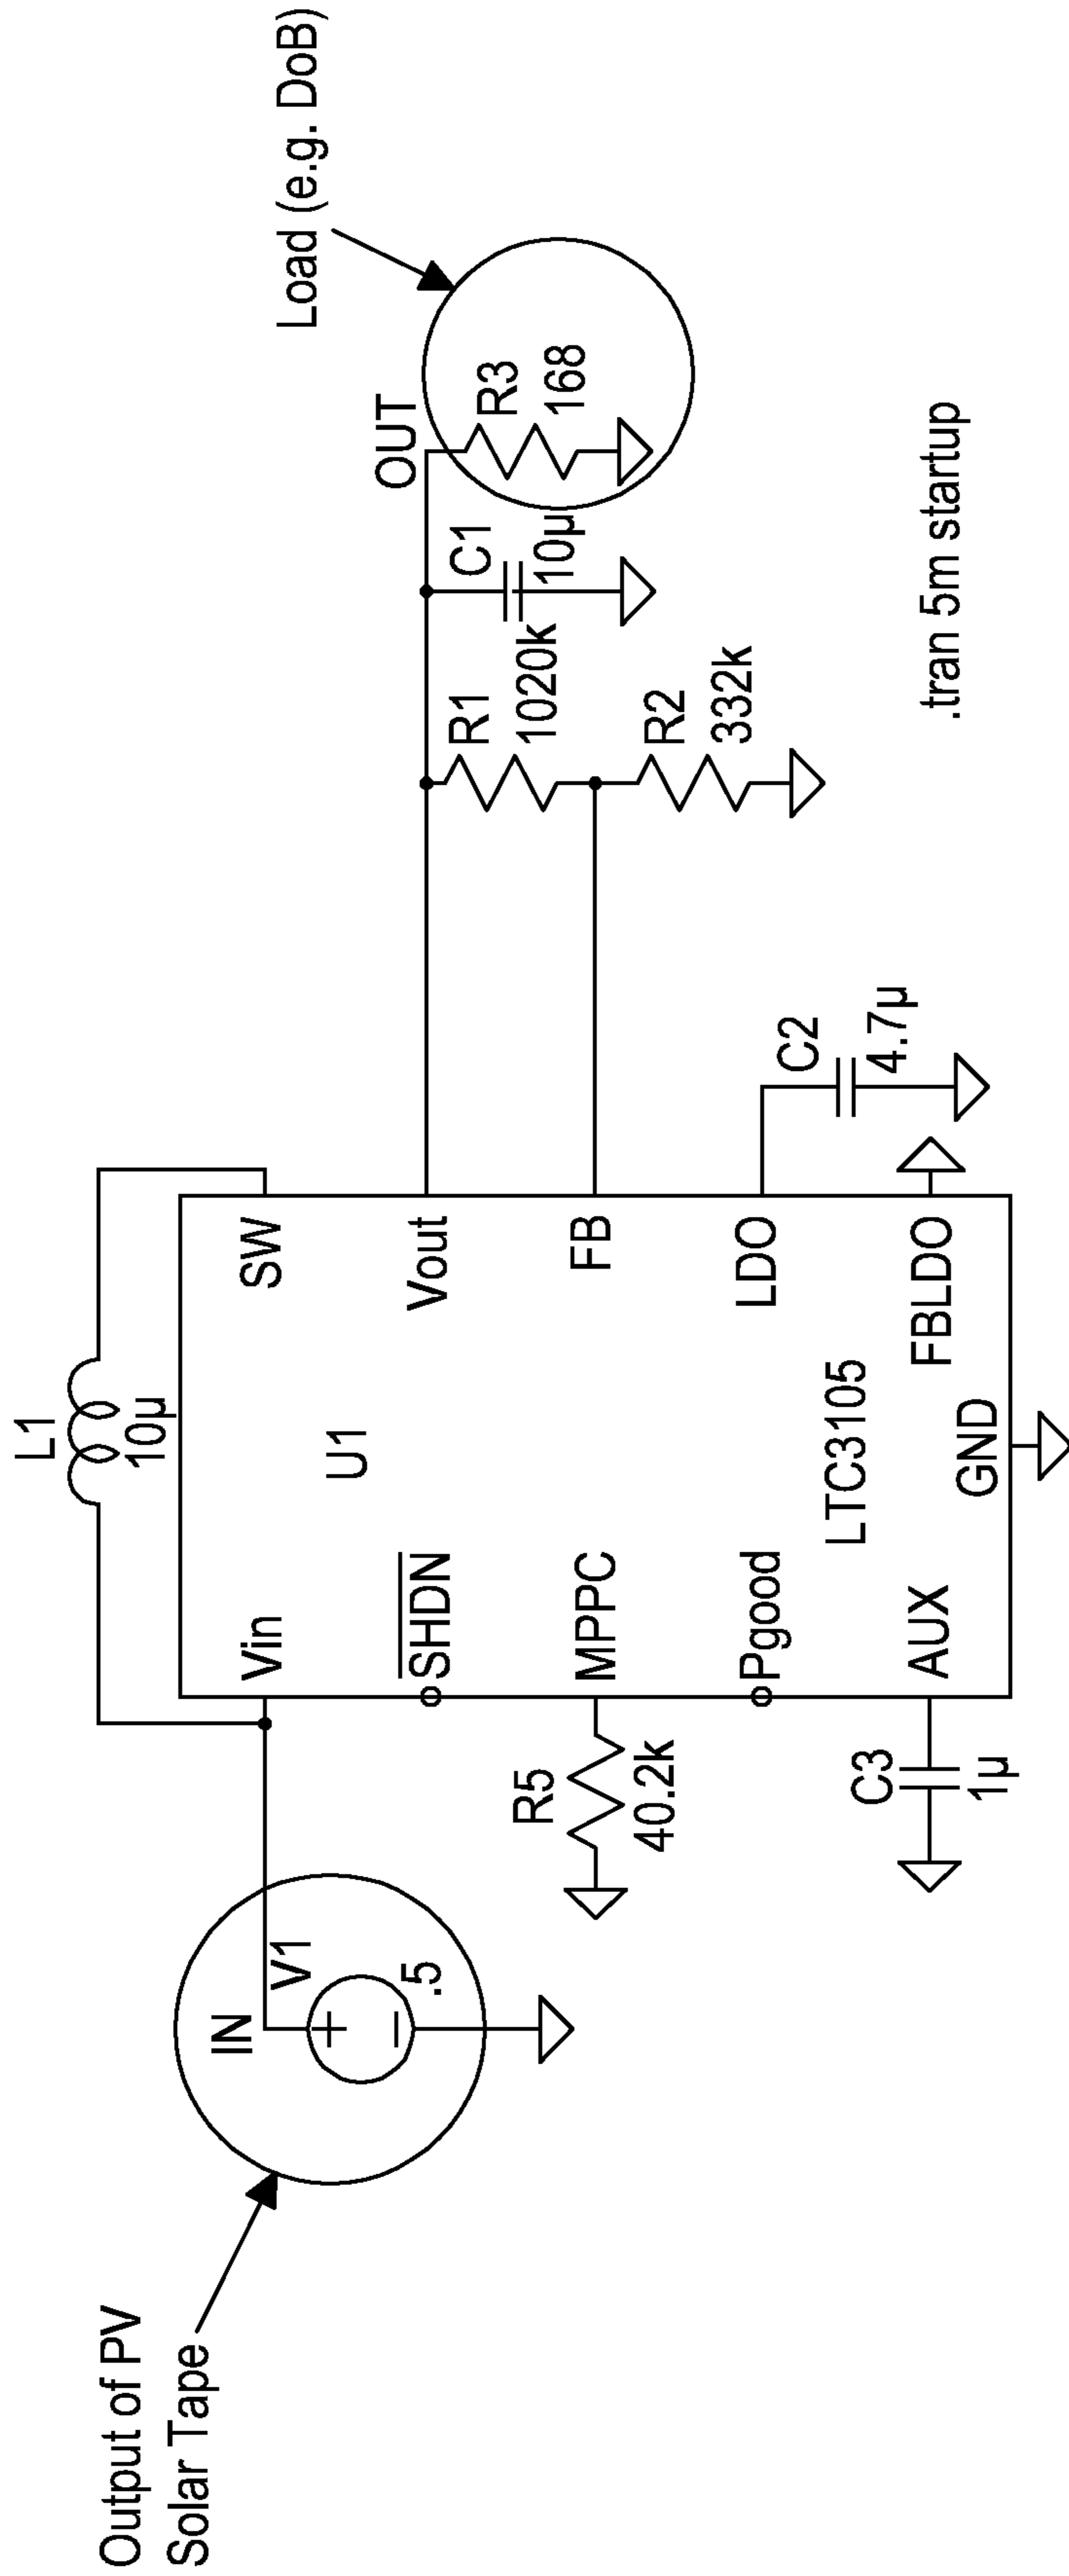 Output of PV
Solar Tape
IN
V1
+
−
.5
L1
10µ
Vin
SW
U1
SHDN
Vout
MPPC
FB
R5
40.2k
Pgood
LDO
LTC3105
AUX
FBLDO
GND
C3
1µ
C2
4.7µ
R1
1020k
R2
332k
C1
10µ
OUT
R3
168
Load (e.g. DoB)
.tran 5m startup